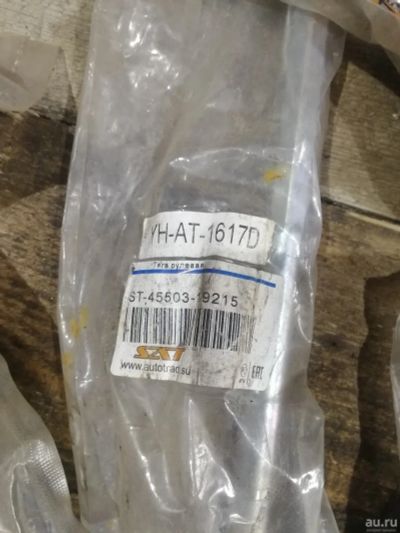 YH-AT-1617D
Тяга рулевая
ST-45503-19215
SAT
www.autotrade.su
EAC
au.ru